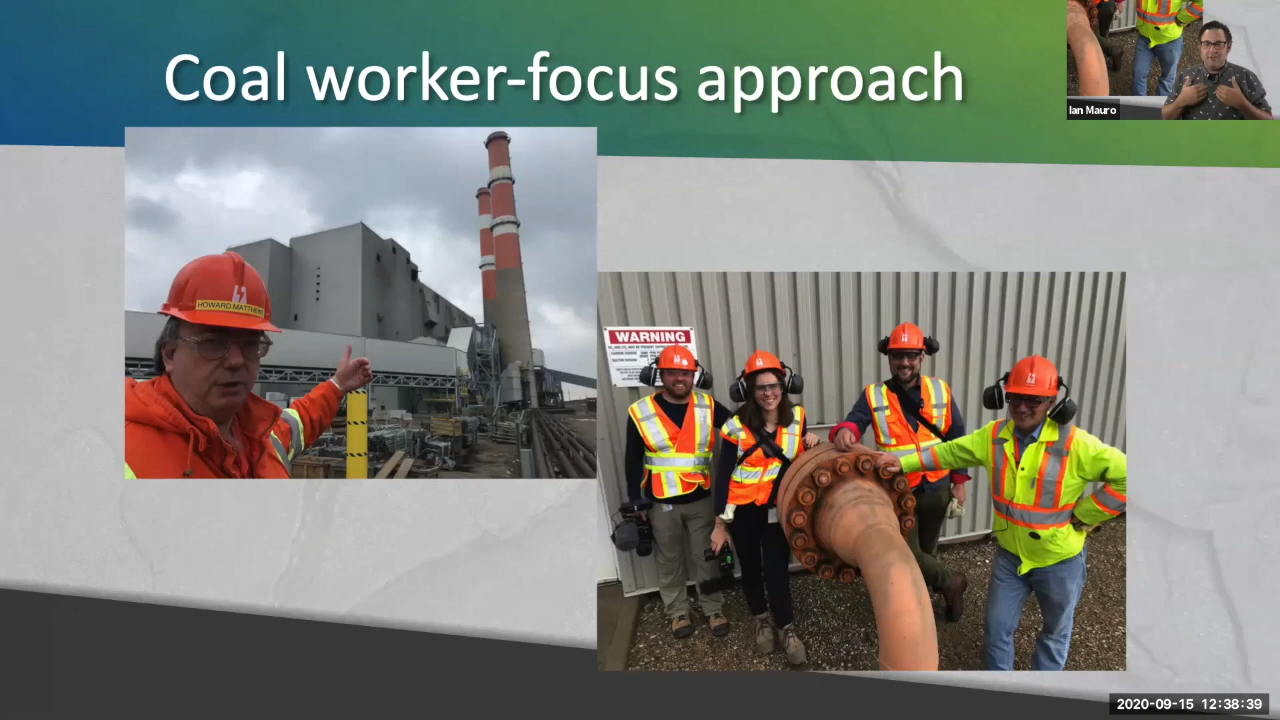 Coal worker-focus approach
Ian Mauro
HOWARD MATTHEWS
WARNING
2020-09-15 12:38:39